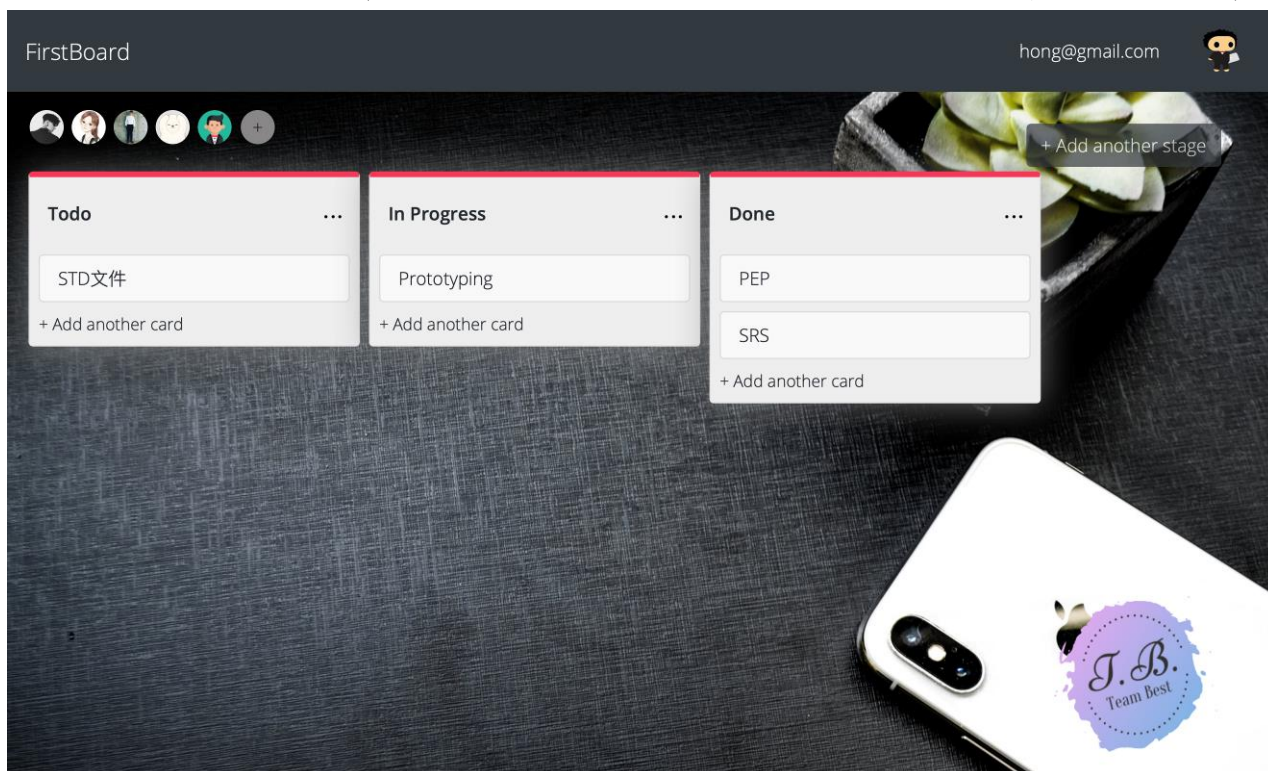 FirstBoard
hong@gmail.com
+
+ Add another stage
Todo
...
In Progress
...
Done
...
STD文件
Prototyping
PEP
+ Add another card
+ Add another card
SRS
+ Add another card
T.B.
Team Best